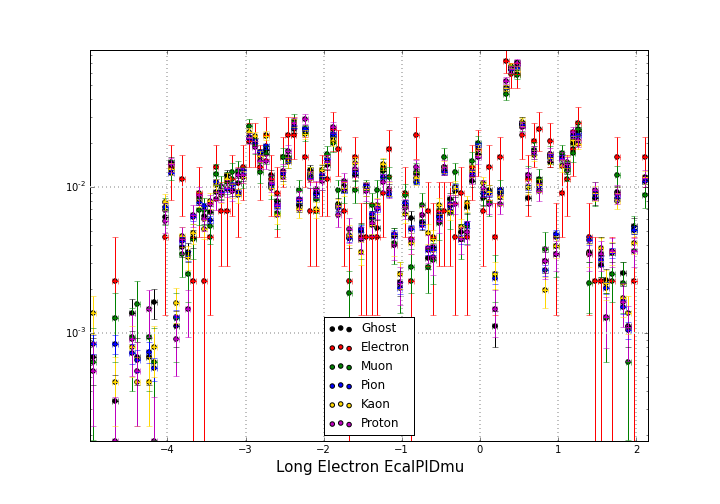 10⁻²
10⁻³
Ghost
Electron
Muon
Pion
Kaon
Proton
−4 −3 −2 −1 0 1 2
Long Electron EcalPIDmu